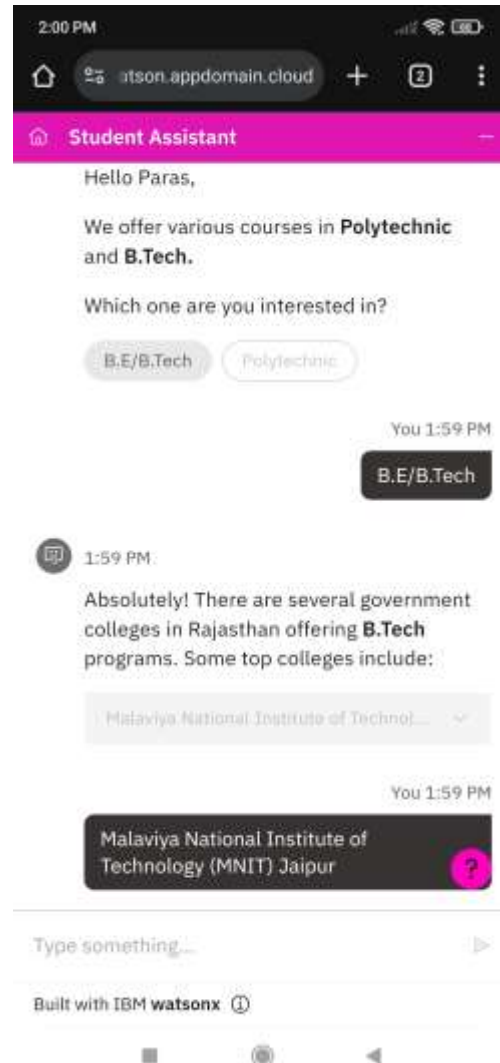 2:00 PM
atson.appdomain.cloud
2
Student Assistant
Hello Paras,
We offer various courses in Polytechnic
and B.Tech.
Which one are you interested in?
B.E/B.Tech Polytechnic
You 1:59 PM
B.E/B.Tech
1:59 PM
Absolutely! There are several government
colleges in Rajasthan offering B.Tech
programs. Some top colleges include:
Malaviya National Institute of Technol...
You 1:59 PM
Malaviya National Institute of
Technology (MNIT) Jaipur
?
Type something...
Built with IBM watsonx